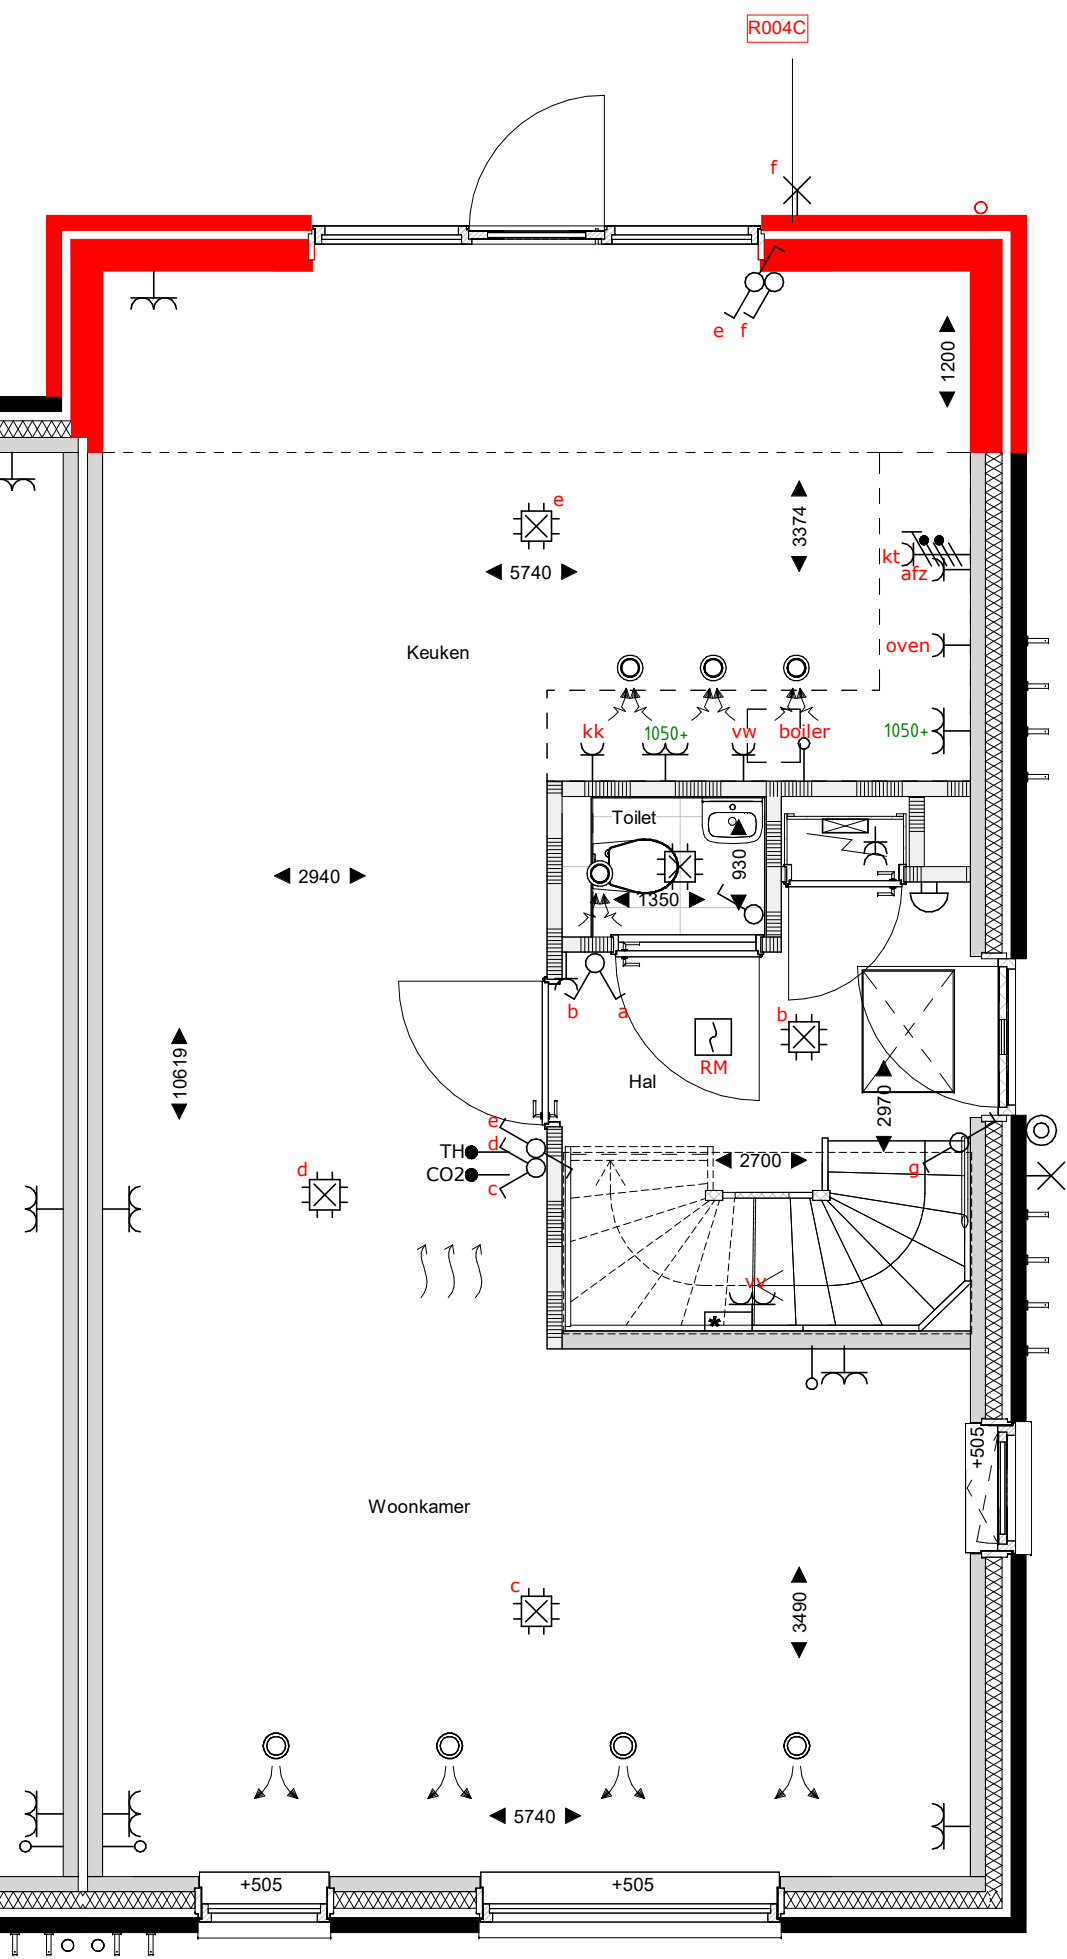 R004C
f
e f
1200
e
3374
5740
kt
afz
Keuken
oven
kk
1050+
vw
boiler
1050+
Toilet
930
2940
1350
b
a
b
RM
Hal
10619
2970
e
d
TH
CO2
c
2700
g
d
vv
*
+505
Woonkamer
c
3490
5740
+505
+505